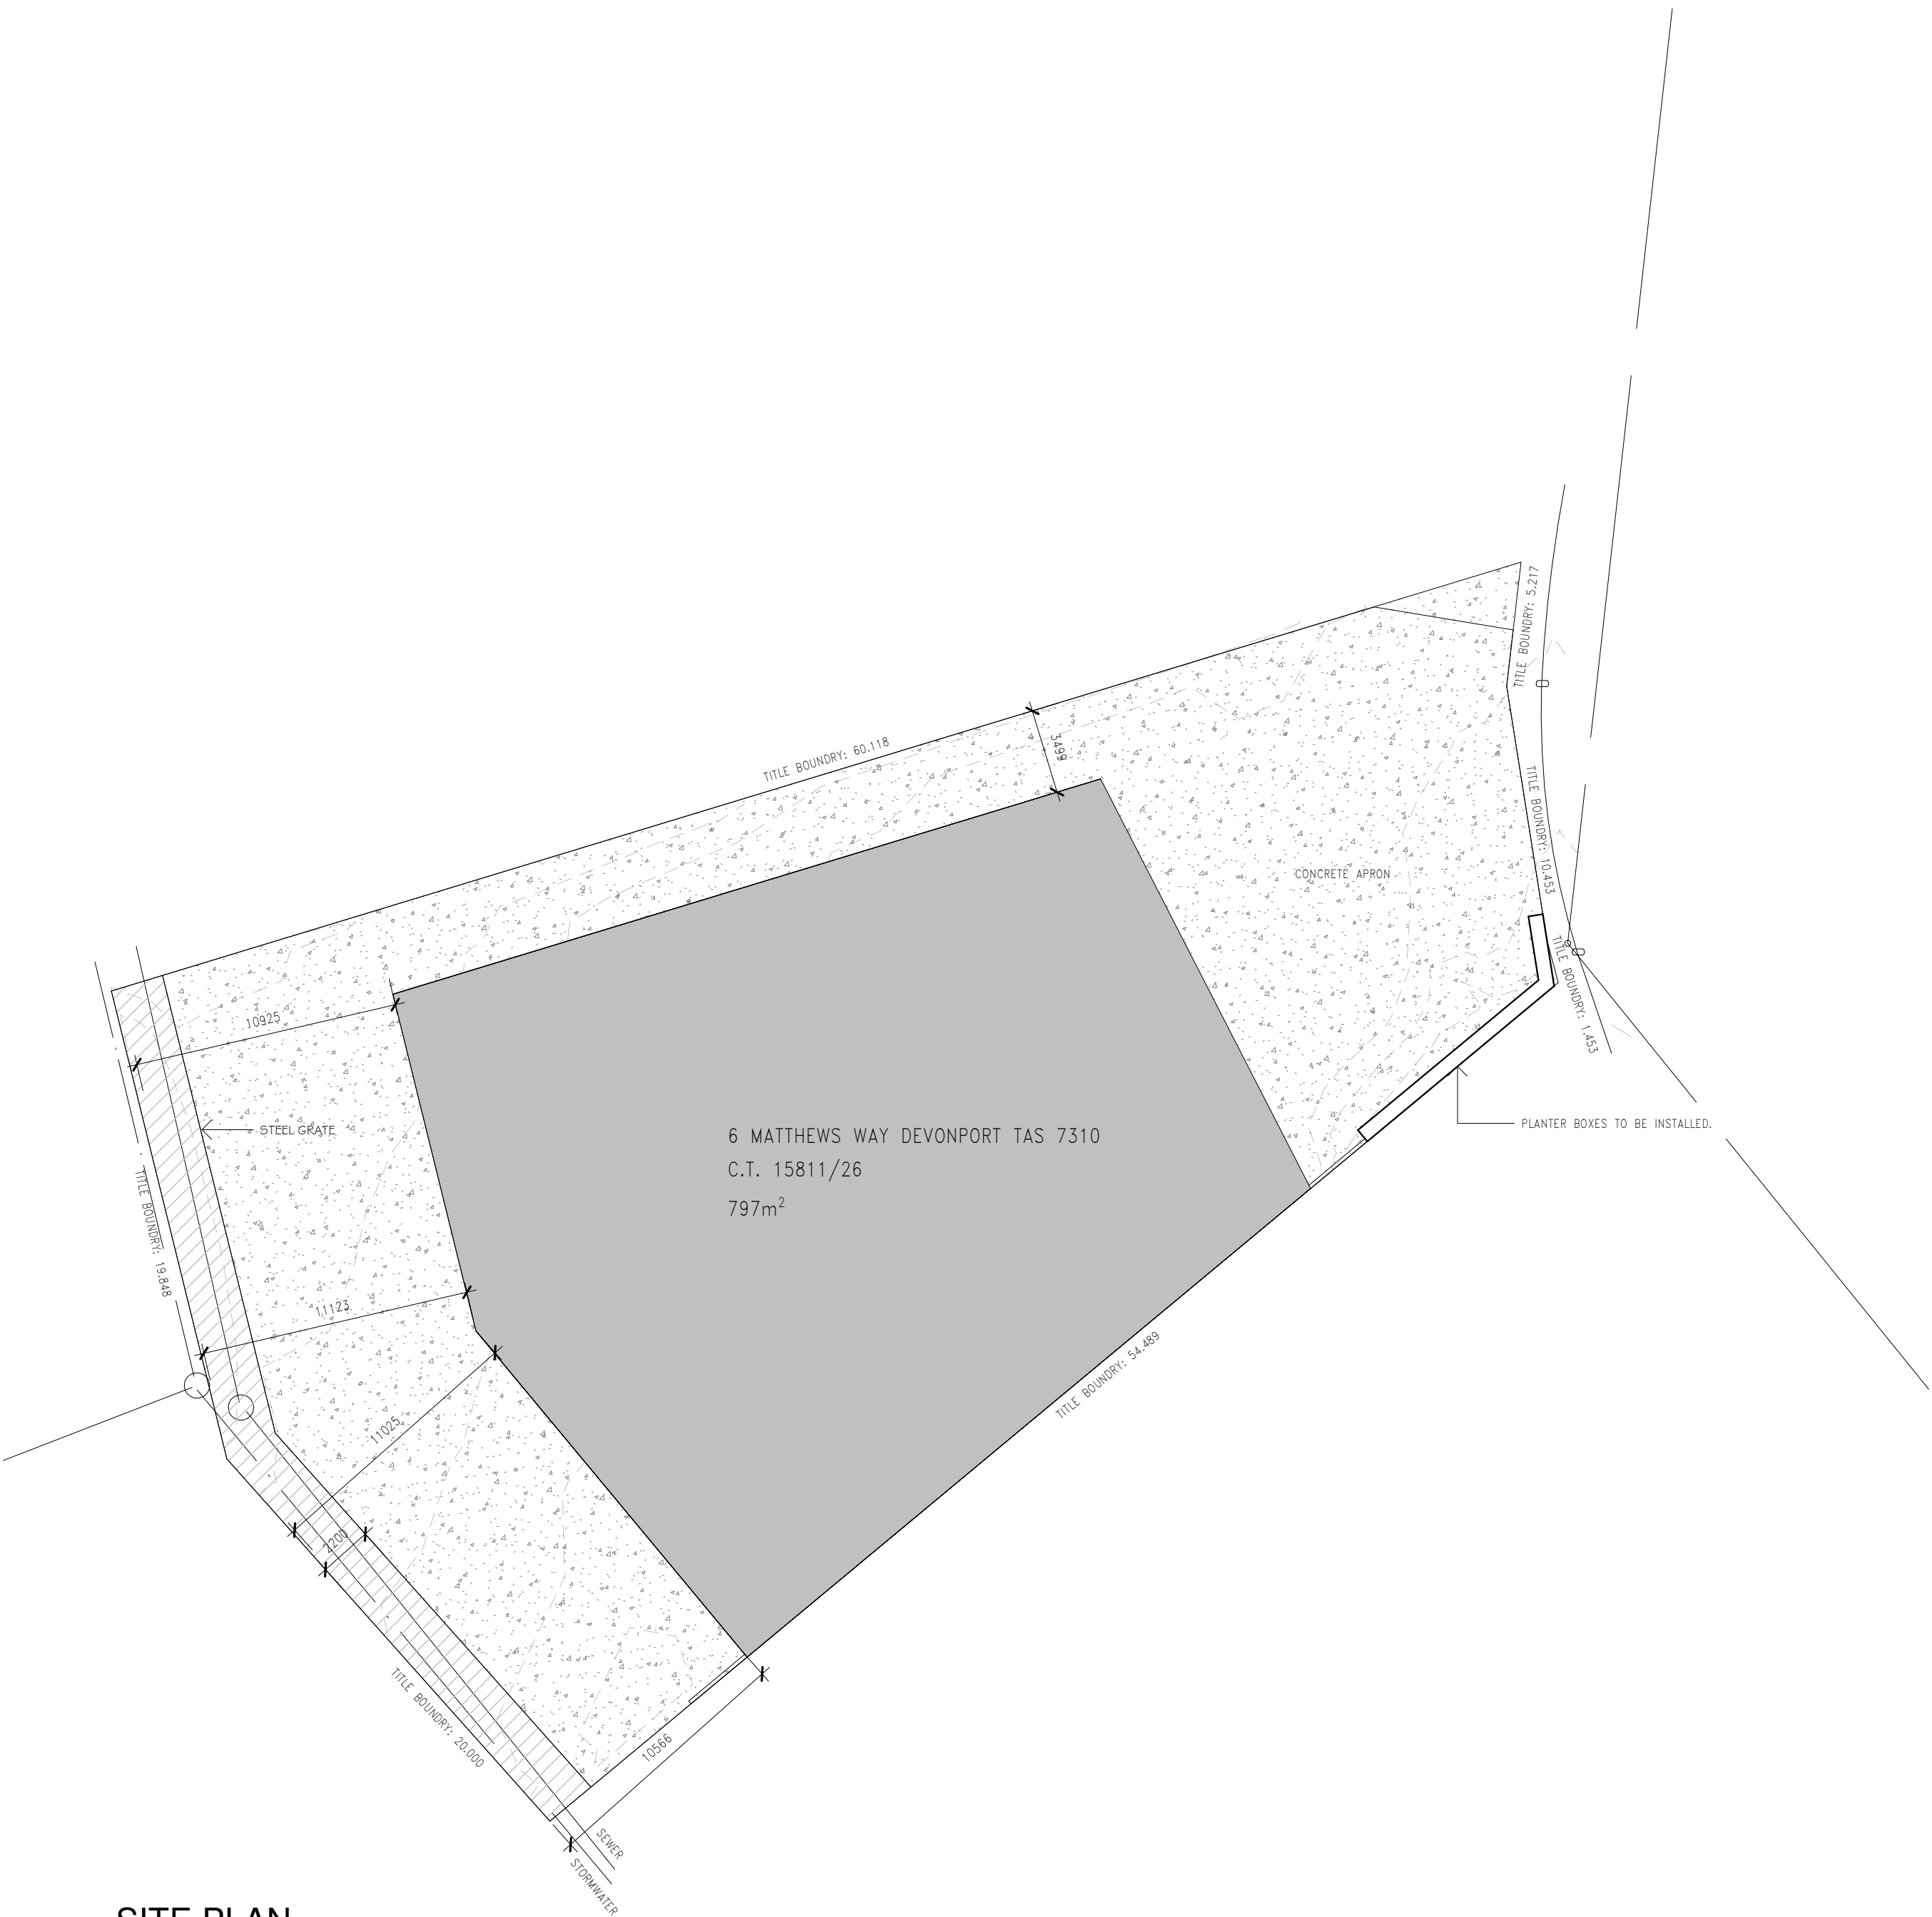 TITLE BOUNDRY: 5.217
TITLE BOUNDRY: 60.118
3499
TITLE BOUNDRY: 10.453
CONCRETE APRON
TITLE BOUNDRY: 1.453
10925
STEEL GRATE
6 MATTHEWS WAY DEVONPORT TAS 7310
C.T. 15811/26
797m²
PLANTER BOXES TO BE INSTALLED.
TITLE BOUNDRY: 19.848
11123
TITLE BOUNDRY: 54.489
11025
2200
TITLE BOUNDRY: 20.000
10566
SEWER
STORMWATER
SITE PLAN